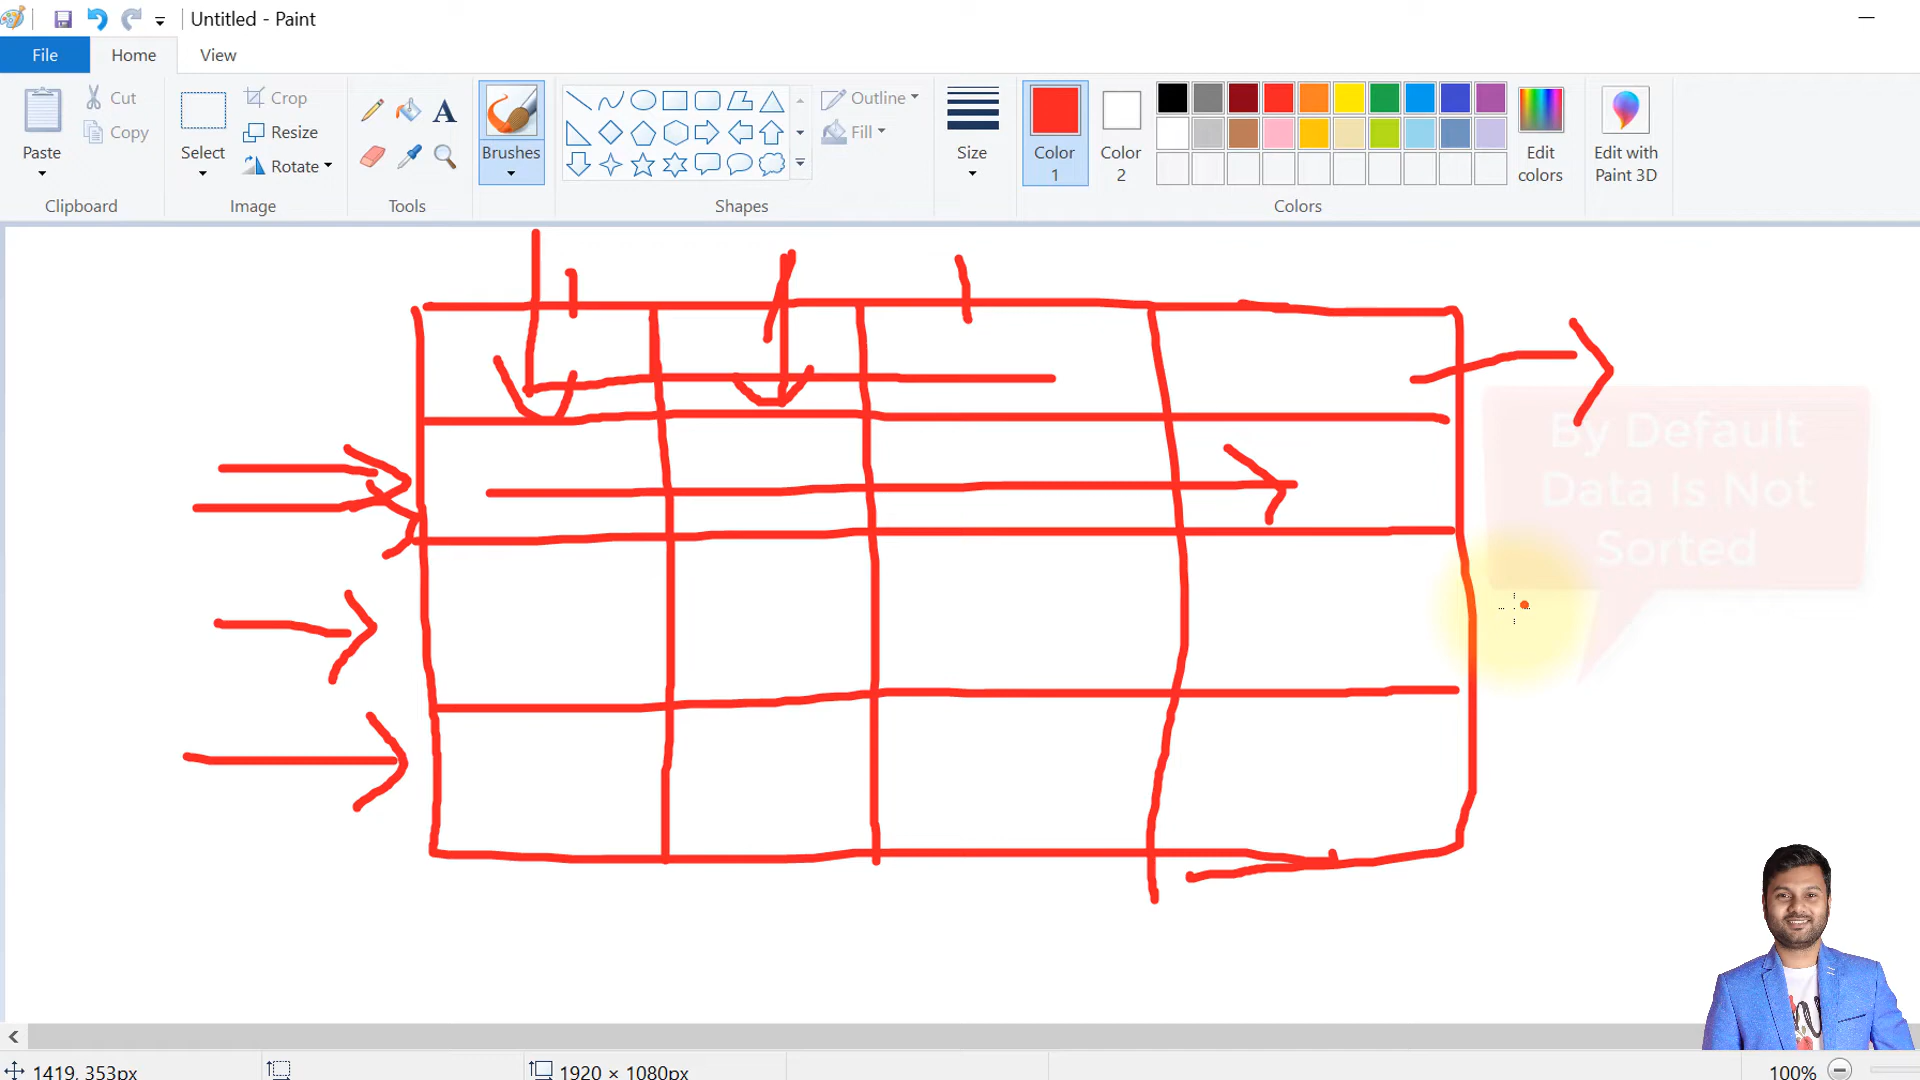 Untitled - Paint
File
Home
View
Paste
Cut
Copy
Clipboard
Select
Crop
Resize
Rotate
Image
A
Tools
Brushes
Shapes
Outline
Fill
Size
Color
1
Color
2
Colors
Edit
colors
Edit with
Paint 3D
By Default
Data Is Not
Sorted
1419, 353px
1920 × 1080px
100%